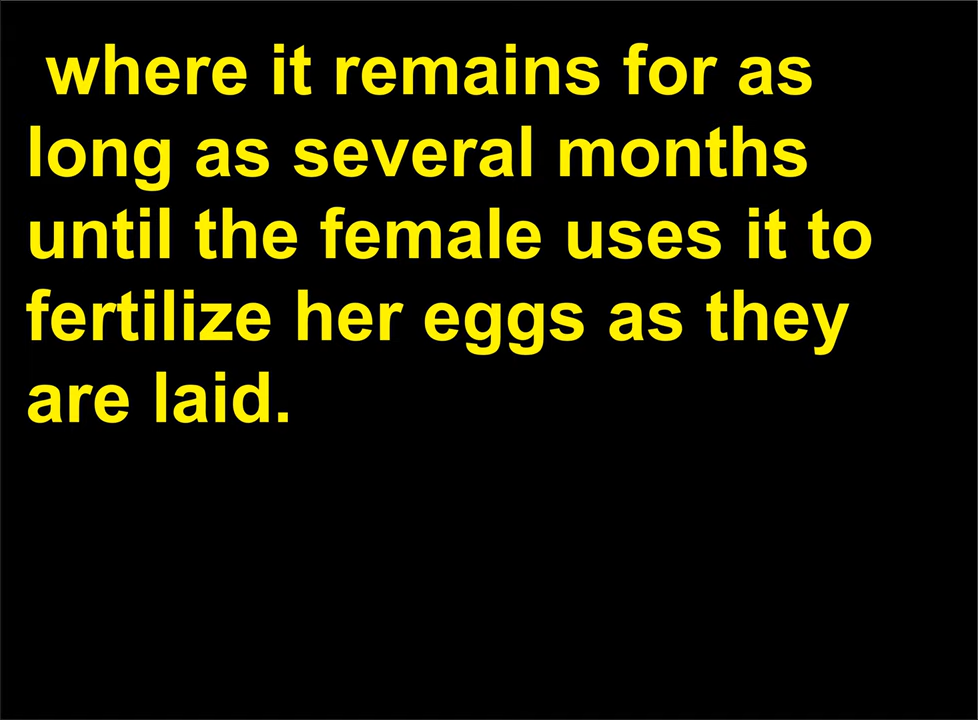 where it remains for as
long as several months
until the female uses it to
fertilize her eggs as they
are laid.